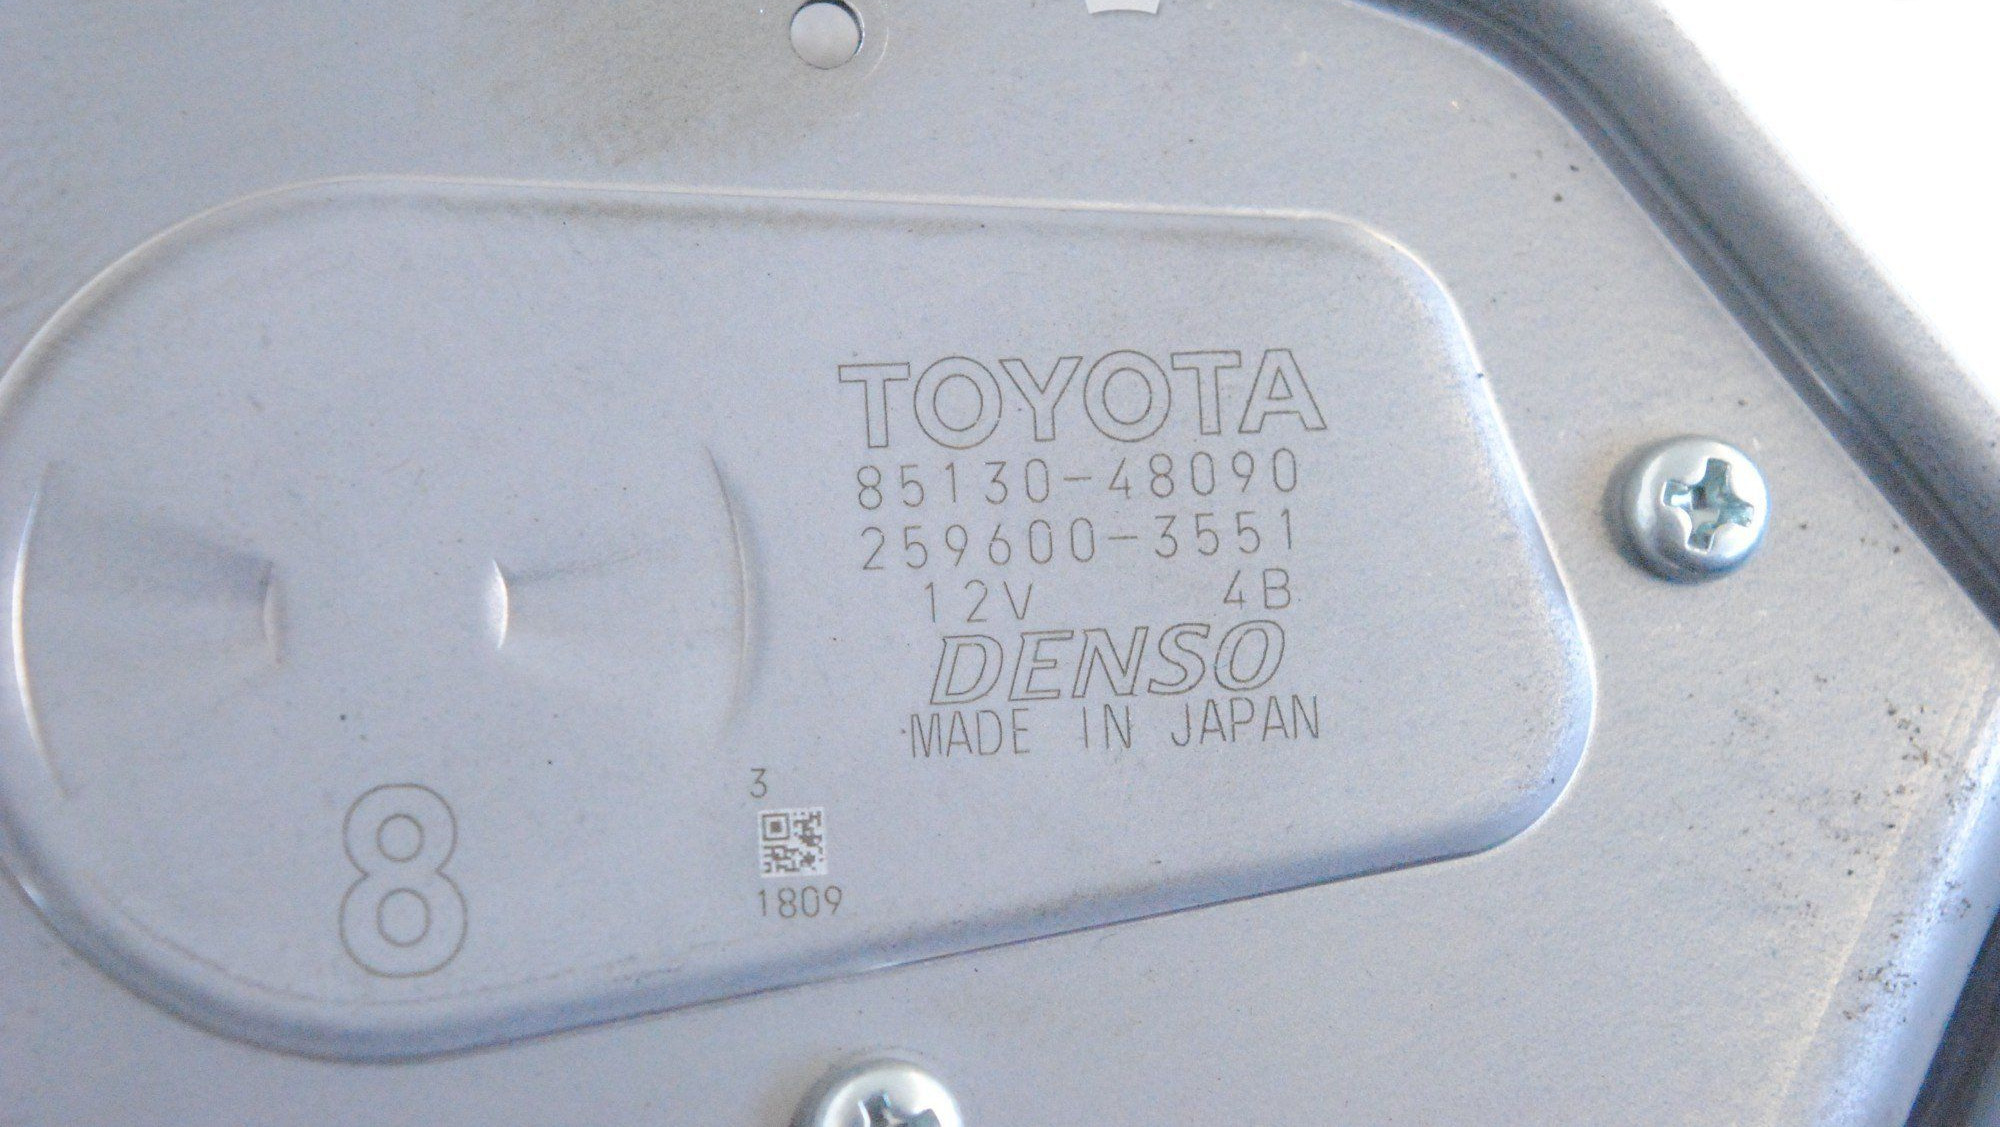 TOYOTA
85130-48090
259600-3551
12V 4B
DENSO
MADE IN JAPAN
3
8
1809